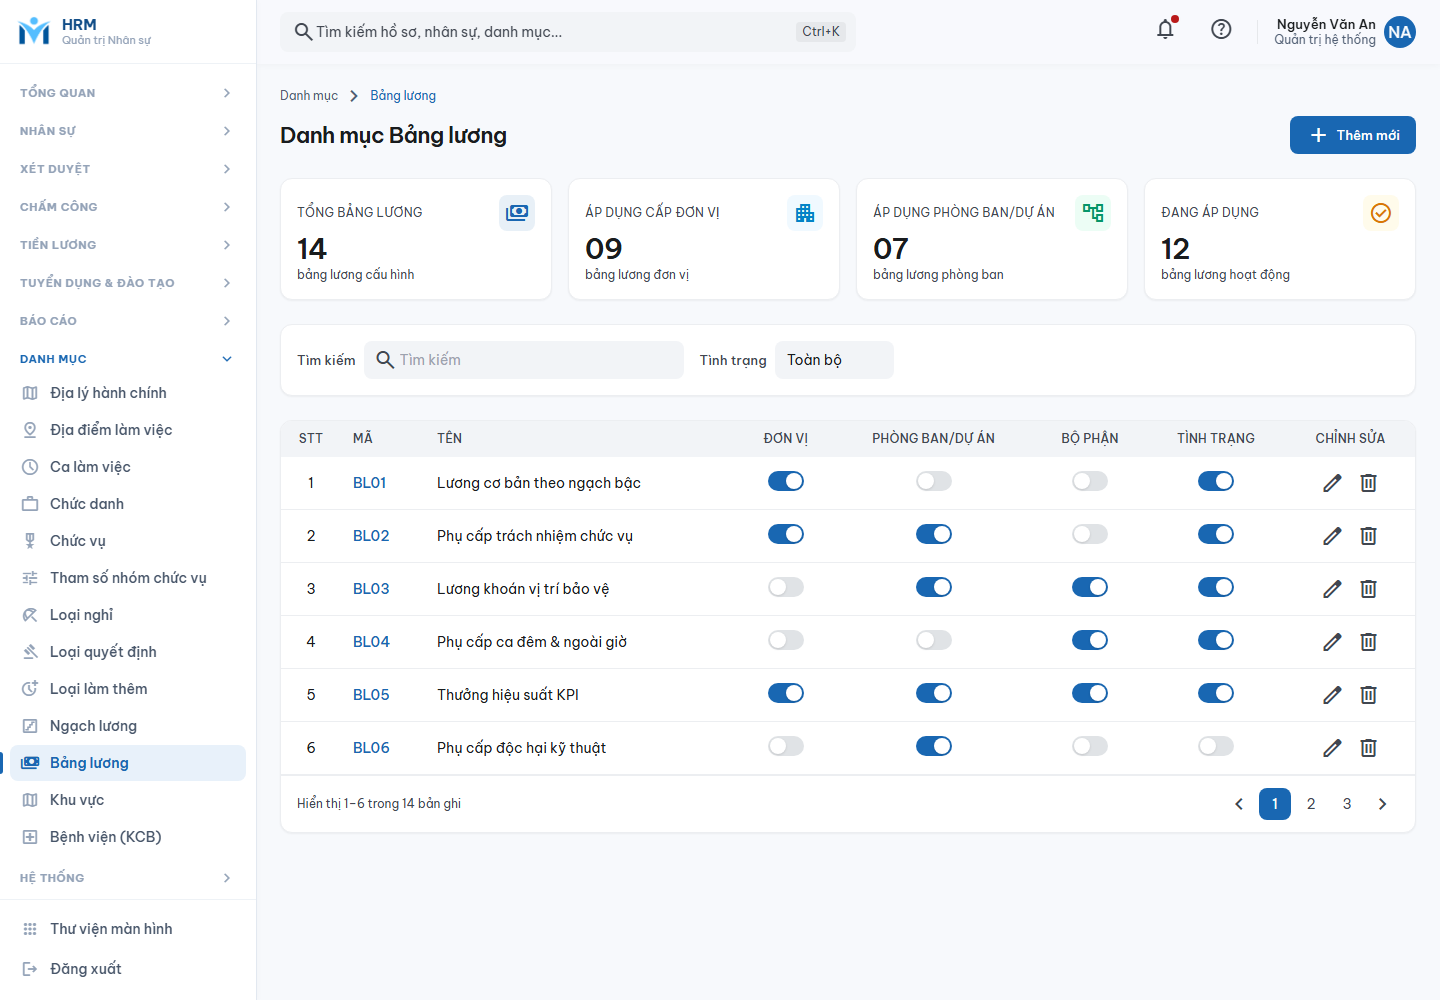 HRM
Quản trị Nhân sự
Tìm kiếm hồ sơ, nhân sự, danh mục...
Ctrl+K
Nguyễn Văn An
Quản trị hệ thống
NA
TỔNG QUAN
NHÂN SỰ
XÉT DUYỆT
CHẤM CÔNG
TIỀN LƯƠNG
TUYỂN DỤNG & ĐÀO TẠO
BÁO CÁO
DANH MỤC
Địa lý hành chính
Địa điểm làm việc
Ca làm việc
Chức danh
Chức vụ
Tham số nhóm chức vụ
Loại nghỉ
Loại quyết định
Loại làm thêm
Ngạch lương
Bảng lương
Khu vực
Bệnh viện (KCB)
HỆ THỐNG
Thư viện màn hình
Đăng xuất
Danh mục
Bảng lương
Danh mục Bảng lương
Thêm mới
TỔNG BẢNG LƯƠNG
14
bảng lương cấu hình
ÁP DỤNG CẤP ĐƠN VỊ
09
bảng lương đơn vị
ÁP DỤNG PHÒNG BAN/DỰ ÁN
07
bảng lương phòng ban
ĐANG ÁP DỤNG
12
bảng lương hoạt động
Tìm kiếm
Tìm kiếm
Tình trạng
Toàn bộ
STT MÃ TÊN ĐƠN VỊ PHÒNG BAN/DỰ ÁN BỘ PHẬN TÌNH TRẠNG CHỈNH SỬA
1 BL01 Lương cơ bản theo ngạch bậc
2 BL02 Phụ cấp trách nhiệm chức vụ
3 BL03 Lương khoán vị trí bảo vệ
4 BL04 Phụ cấp ca đêm & ngoài giờ
5 BL05 Thưởng hiệu suất KPI
6 BL06 Phụ cấp độc hại kỹ thuật
Hiển thị 1–6 trong 14 bản ghi
1 2 3